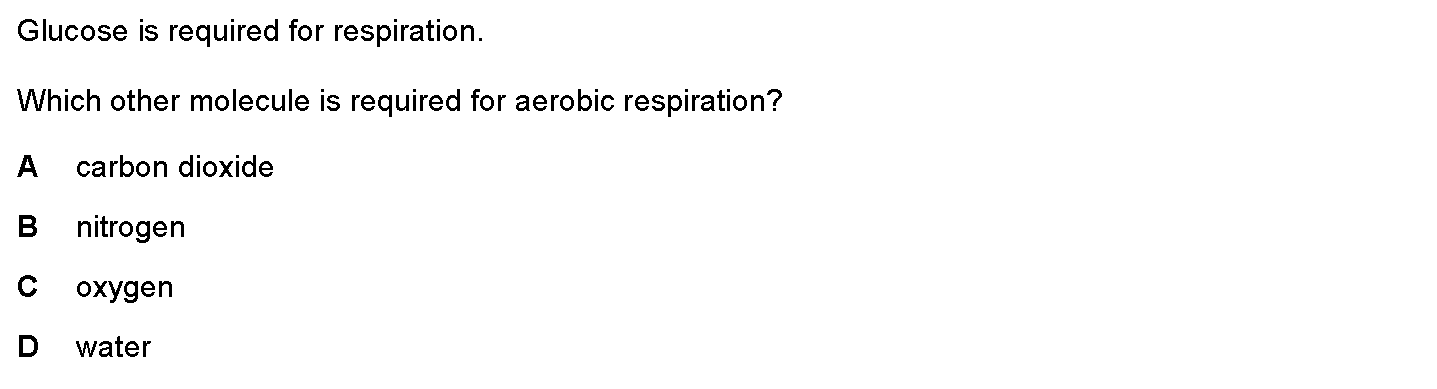 Glucose is required for respiration.
Which other molecule is required for aerobic respiration?
A carbon dioxide
B nitrogen
C oxygen
D water